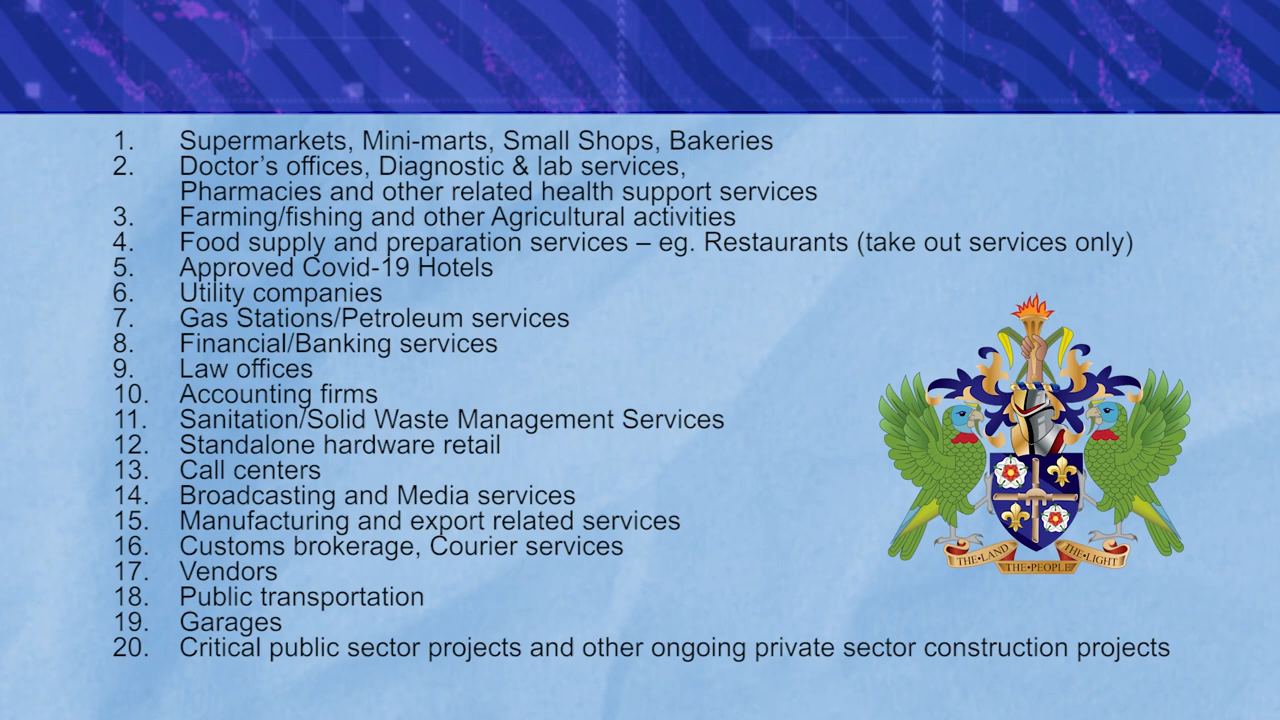 1. Supermarkets, Mini-marts, Small Shops, Bakeries
2. Doctor's offices, Diagnostic & lab services,
Pharmacies and other related health support services
3. Farming/fishing and other Agricultural activities
4. Food supply and preparation services – eg. Restaurants (take out services only)
5. Approved Covid-19 Hotels
6. Utility companies
7. Gas Stations/Petroleum services
8. Financial/Banking services
9. Law offices
10. Accounting firms
11. Sanitation/Solid Waste Management Services
12. Standalone hardware retail
13. Call centers
14. Broadcasting and Media services
15. Manufacturing and export related services
16. Customs brokerage, Courier services
17. Vendors
18. Public transportation
19. Garages
20. Critical public sector projects and other ongoing private sector construction projects
THE•LAND THE•PEOPLE THE•LIGHT